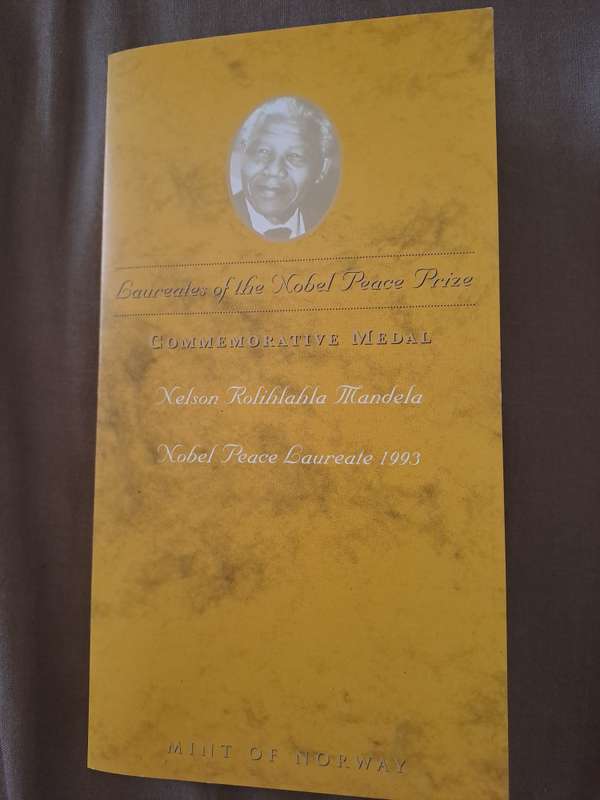 Laureates of the Nobel Peace Prize
COMMEMORATIVE MEDAL
Nelson Rolihlahla Mandela
Nobel Peace Laureate 1993
MINT OF NORWAY